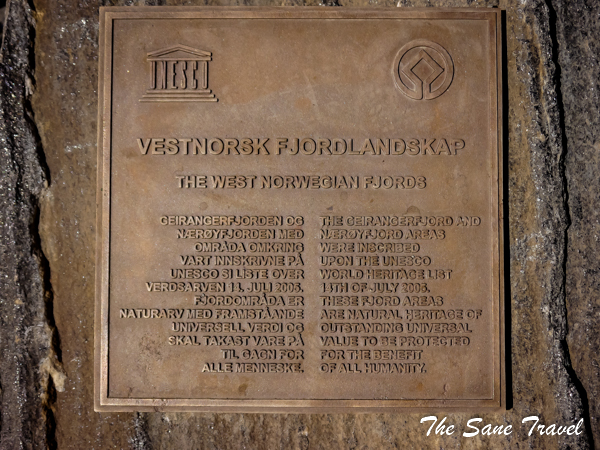 UNESCO
VESTNORSK FJORDLANDSKAP
THE WEST NORWEGIAN FJORDS
GEIRANGERFJORDEN OG
NÆRØYFJORDEN MED
OMRÅDA OMKRING
VART INNSKRIVNE PÅ
UNESCO SI LISTE OVER
VERDSARVEN 14. JULI 2005.
FJORDOMRÅDA ER
NATURARV MED FRAMSTÅANDE
UNIVERSELL VERDI OG
SKAL TAKAST VARE PÅ
TIL GAGN FOR
ALLE MENNESKE.
THE GEIRANGERFJORD AND
NÆRØYFJORD AREAS
WERE INSCRIBED
UPON THE UNESCO
WORLD HERITAGE LIST
14TH OF JULY 2005.
THESE FJORD AREAS
ARE NATURAL HERITAGE OF
OUTSTANDING UNIVERSAL
VALUE TO BE PROTECTED
FOR THE BENEFIT
OF ALL HUMANITY.
The Sane Travel